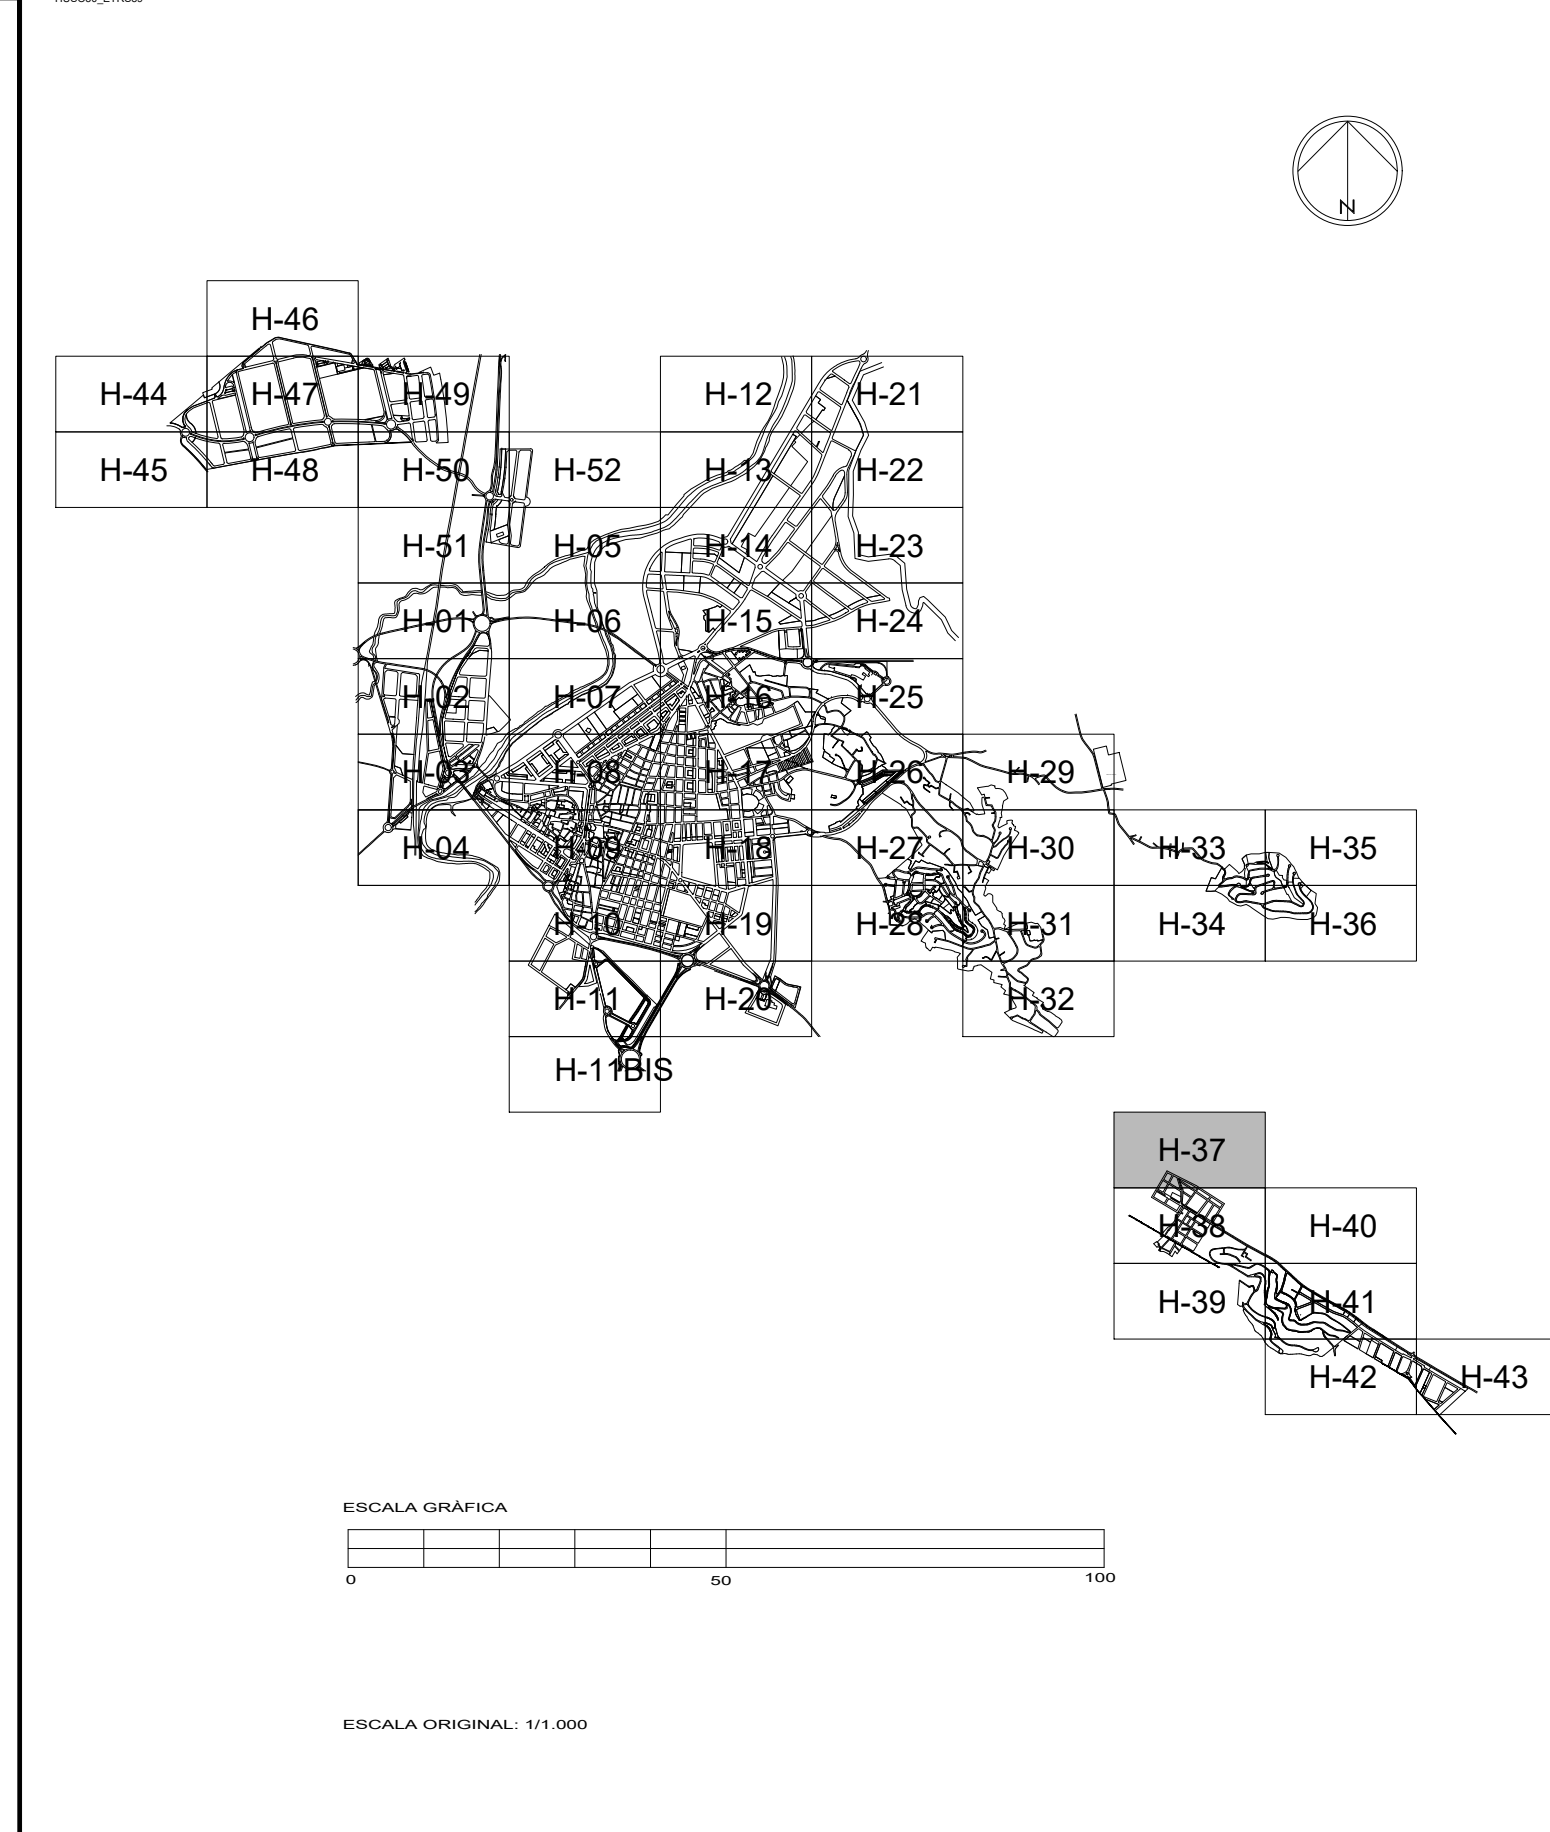 N
H-46
H-44 H-47 H-49 H-12 H-21
H-45 H-48 H-50 H-52 H-13 H-22
H-51 H-05 H-14 H-23
H-01 H-06 H-15 H-24
H-02 H-07 H-16 H-25
H-03 H-08 H-17 H-26 H-29
H-04 H-09 H-18 H-27 H-30 H-33 H-35
H-10 H-19 H-28 H-31 H-34 H-36
H-11 H-20 H-32
H-11BIS
H-37
H-38 H-40
H-39 H-41
H-42 H-43
ESCALA GRÀFICA
0 50 100
ESCALA ORIGINAL: 1/1.000